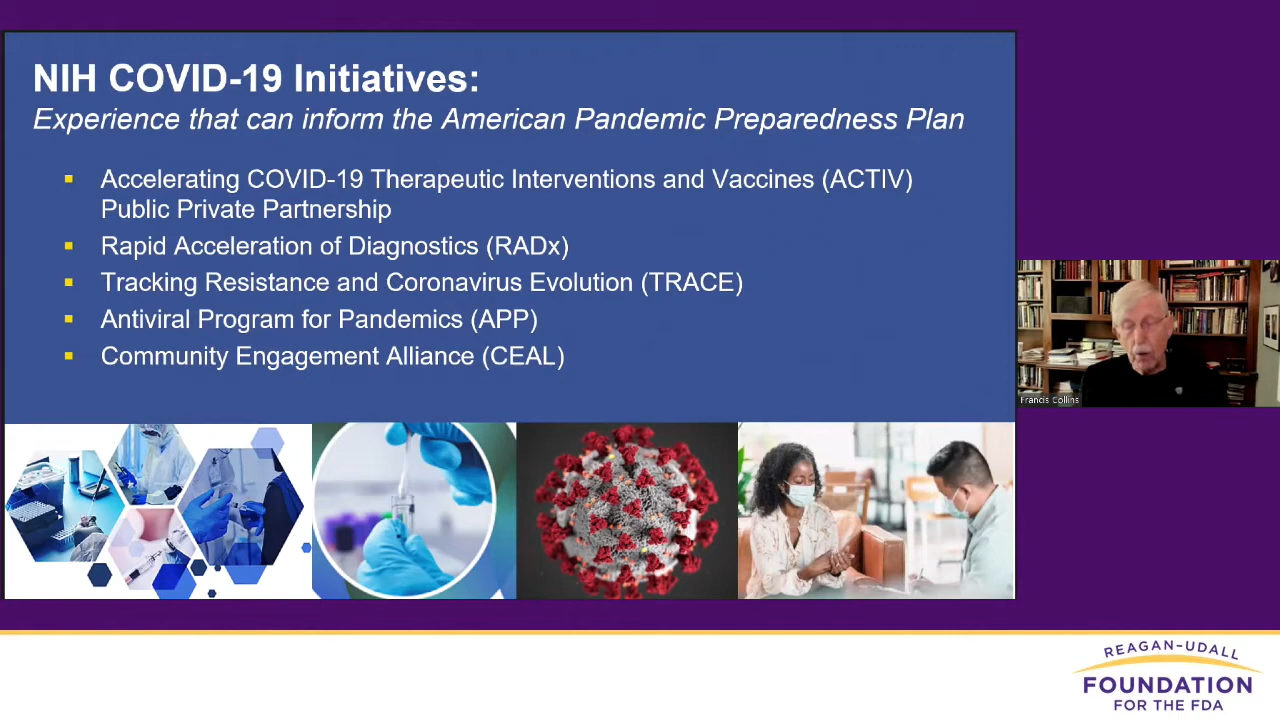 NIH COVID-19 Initiatives:
Experience that can inform the American Pandemic Preparedness Plan
▪ Accelerating COVID-19 Therapeutic Interventions and Vaccines (ACTIV)
Public Private Partnership
▪ Rapid Acceleration of Diagnostics (RADx)
▪ Tracking Resistance and Coronavirus Evolution (TRACE)
▪ Antiviral Program for Pandemics (APP)
▪ Community Engagement Alliance (CEAL)
Francis Collins
REAGAN-UDALL
FOUNDATION
FOR THE FDA